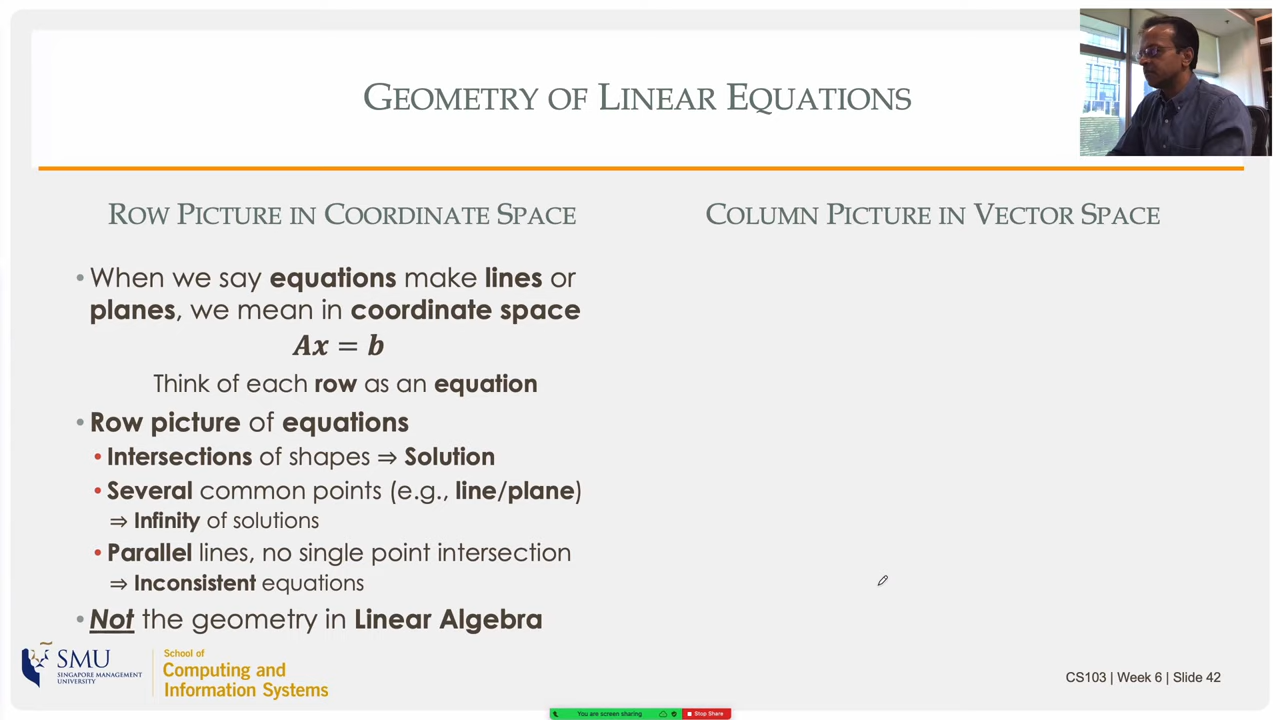 GEOMETRY OF LINEAR EQUATIONS
ROW PICTURE IN COORDINATE SPACE
• When we say equations make lines or
planes, we mean in coordinate space
Ax = b
Think of each row as an equation
• Row picture of equations
• Intersections of shapes ⇒ Solution
• Several common points (e.g., line/plane)
⇒ Infinity of solutions
• Parallel lines, no single point intersection
⇒ Inconsistent equations
• Not the geometry in Linear Algebra
COLUMN PICTURE IN VECTOR SPACE
SMU
SINGAPORE MANAGEMENT
UNIVERSITY
School of
Computing and
Information Systems
CS103 | Week 6 | Slide 42
You are screen sharing
Stop Share